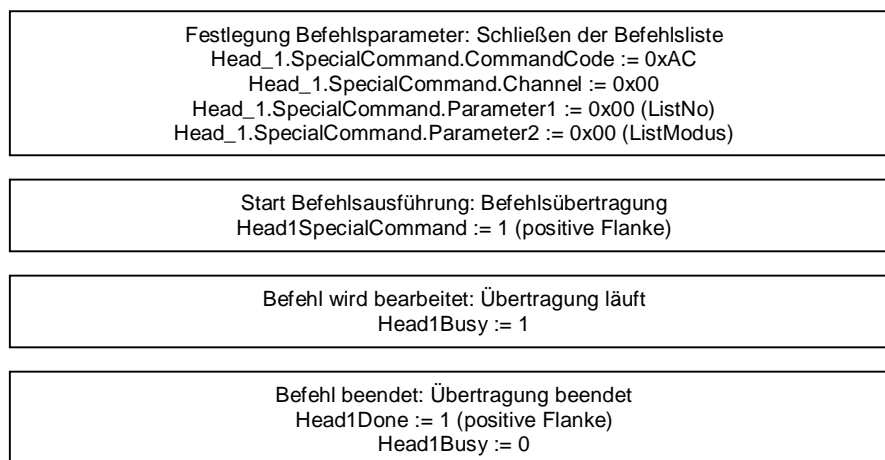 Festlegung Befehlsparameter: Schließen der Befehlsliste
Head_1.SpecialCommand.CommandCode := 0xAC
Head_1.SpecialCommand.Channel := 0x00
Head_1.SpecialCommand.Parameter1 := 0x00 (ListNo)
Head_1.SpecialCommand.Parameter2 := 0x00 (ListModus)
Start Befehlsausführung: Befehlsübertragung
Head1SpecialCommand := 1 (positive Flanke)
Befehl wird bearbeitet: Übertragung läuft
Head1Busy := 1
Befehl beendet: Übertragung beendet
Head1Done := 1 (positive Flanke)
Head1Busy := 0